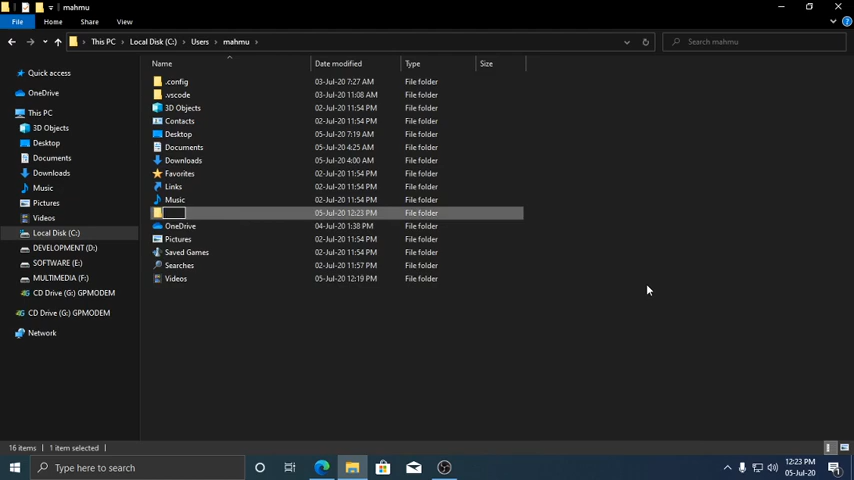 mahmu
File Home Share View
This PC Local Disk (C:) Users mahmu
Search mahmu
Name Date modified Type Size
Quick access
OneDrive
This PC
3D Objects
Desktop
Documents
Downloads
Music
Pictures
Videos
Local Disk (C:)
DEVELOPMENT (D:)
SOFTWARE (E:)
MULTIMEDIA (F:)
CD Drive (G:) GPMODEM
CD Drive (G:) GPMODEM
Network
.config 03-Jul-20 7:27 AM File folder
.vscode 03-Jul-20 11:08 AM File folder
3D Objects 02-Jul-20 11:54 PM File folder
Contacts 02-Jul-20 11:54 PM File folder
Desktop 05-Jul-20 7:19 AM File folder
Documents 05-Jul-20 4:25 AM File folder
Downloads 05-Jul-20 4:00 AM File folder
Favorites 02-Jul-20 11:54 PM File folder
Links 02-Jul-20 11:54 PM File folder
Music 02-Jul-20 11:54 PM File folder
05-Jul-20 12:23 PM File folder
OneDrive 04-Jul-20 1:38 PM File folder
Pictures 02-Jul-20 11:54 PM File folder
Saved Games 02-Jul-20 11:54 PM File folder
Searches 02-Jul-20 11:57 PM File folder
Videos 05-Jul-20 12:19 PM File folder
16 items 1 item selected
Type here to search
12:23 PM
05-Jul-20
1